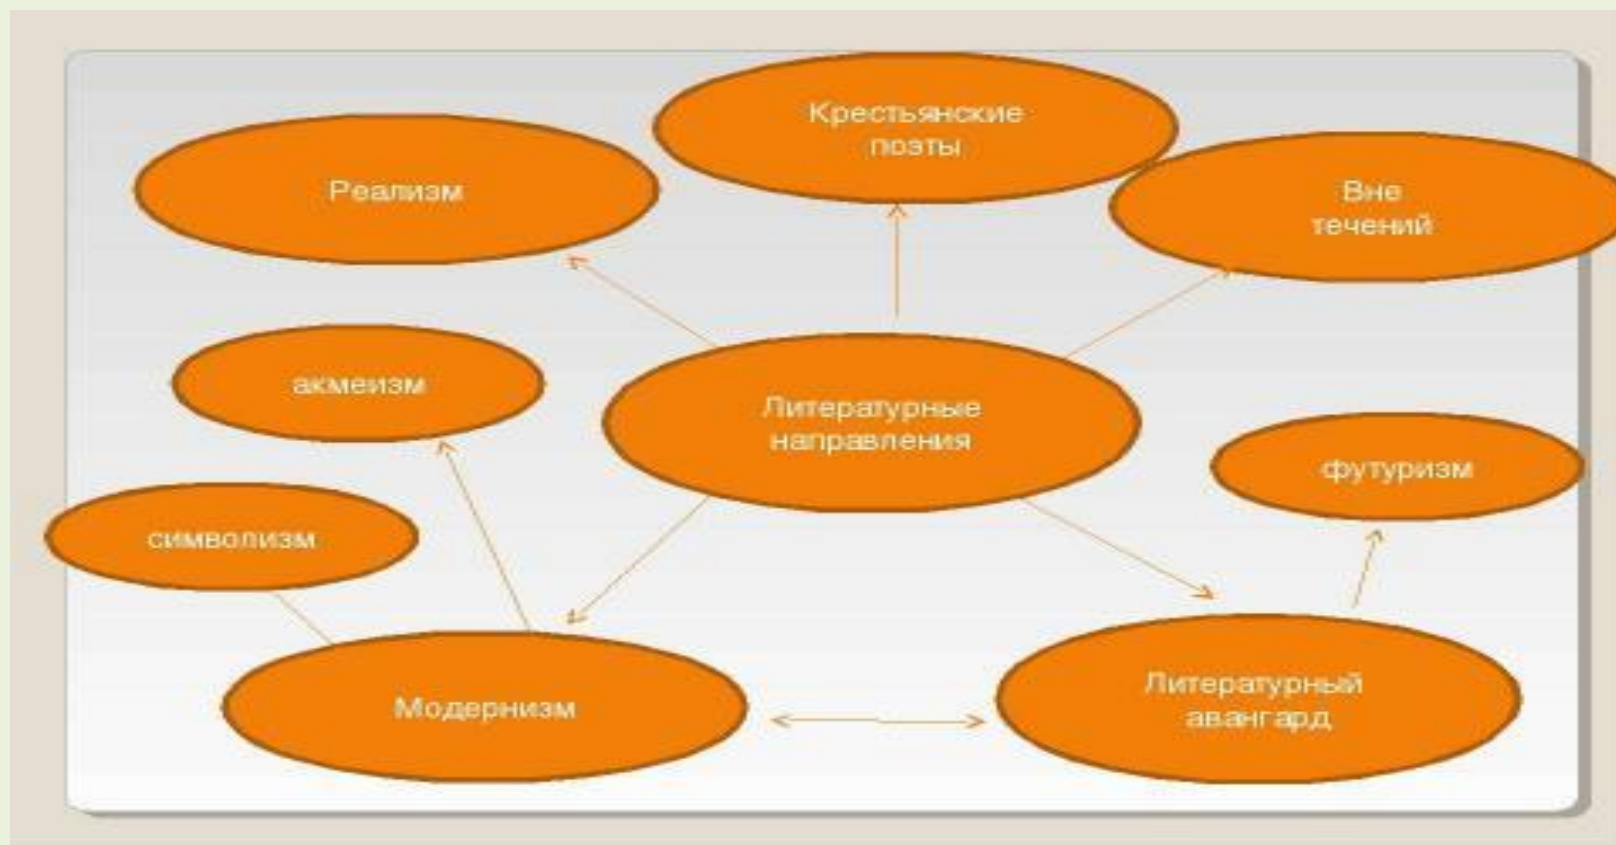 Крестьянские
поэты
Реализм
Вне
течений
акмеизм
Литературные
направления
футуризм
символизм
Модернизм
Литературный
авангард